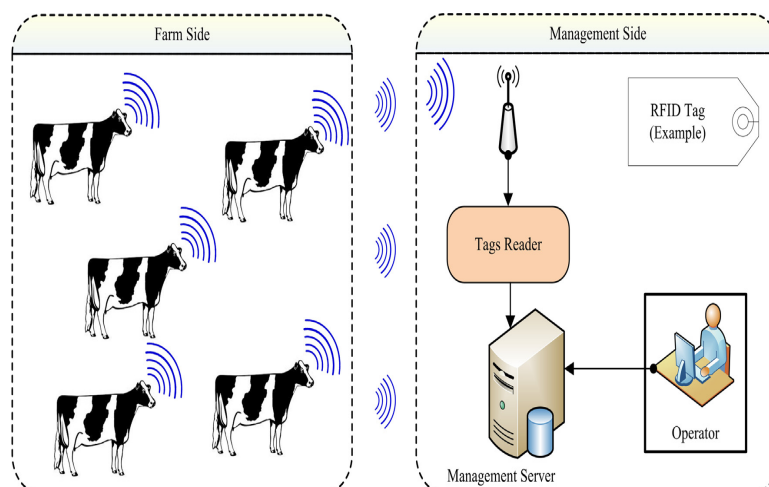 Farm Side
Management Side
RFID Tag
(Example)
Tags Reader
Operator
Management Server